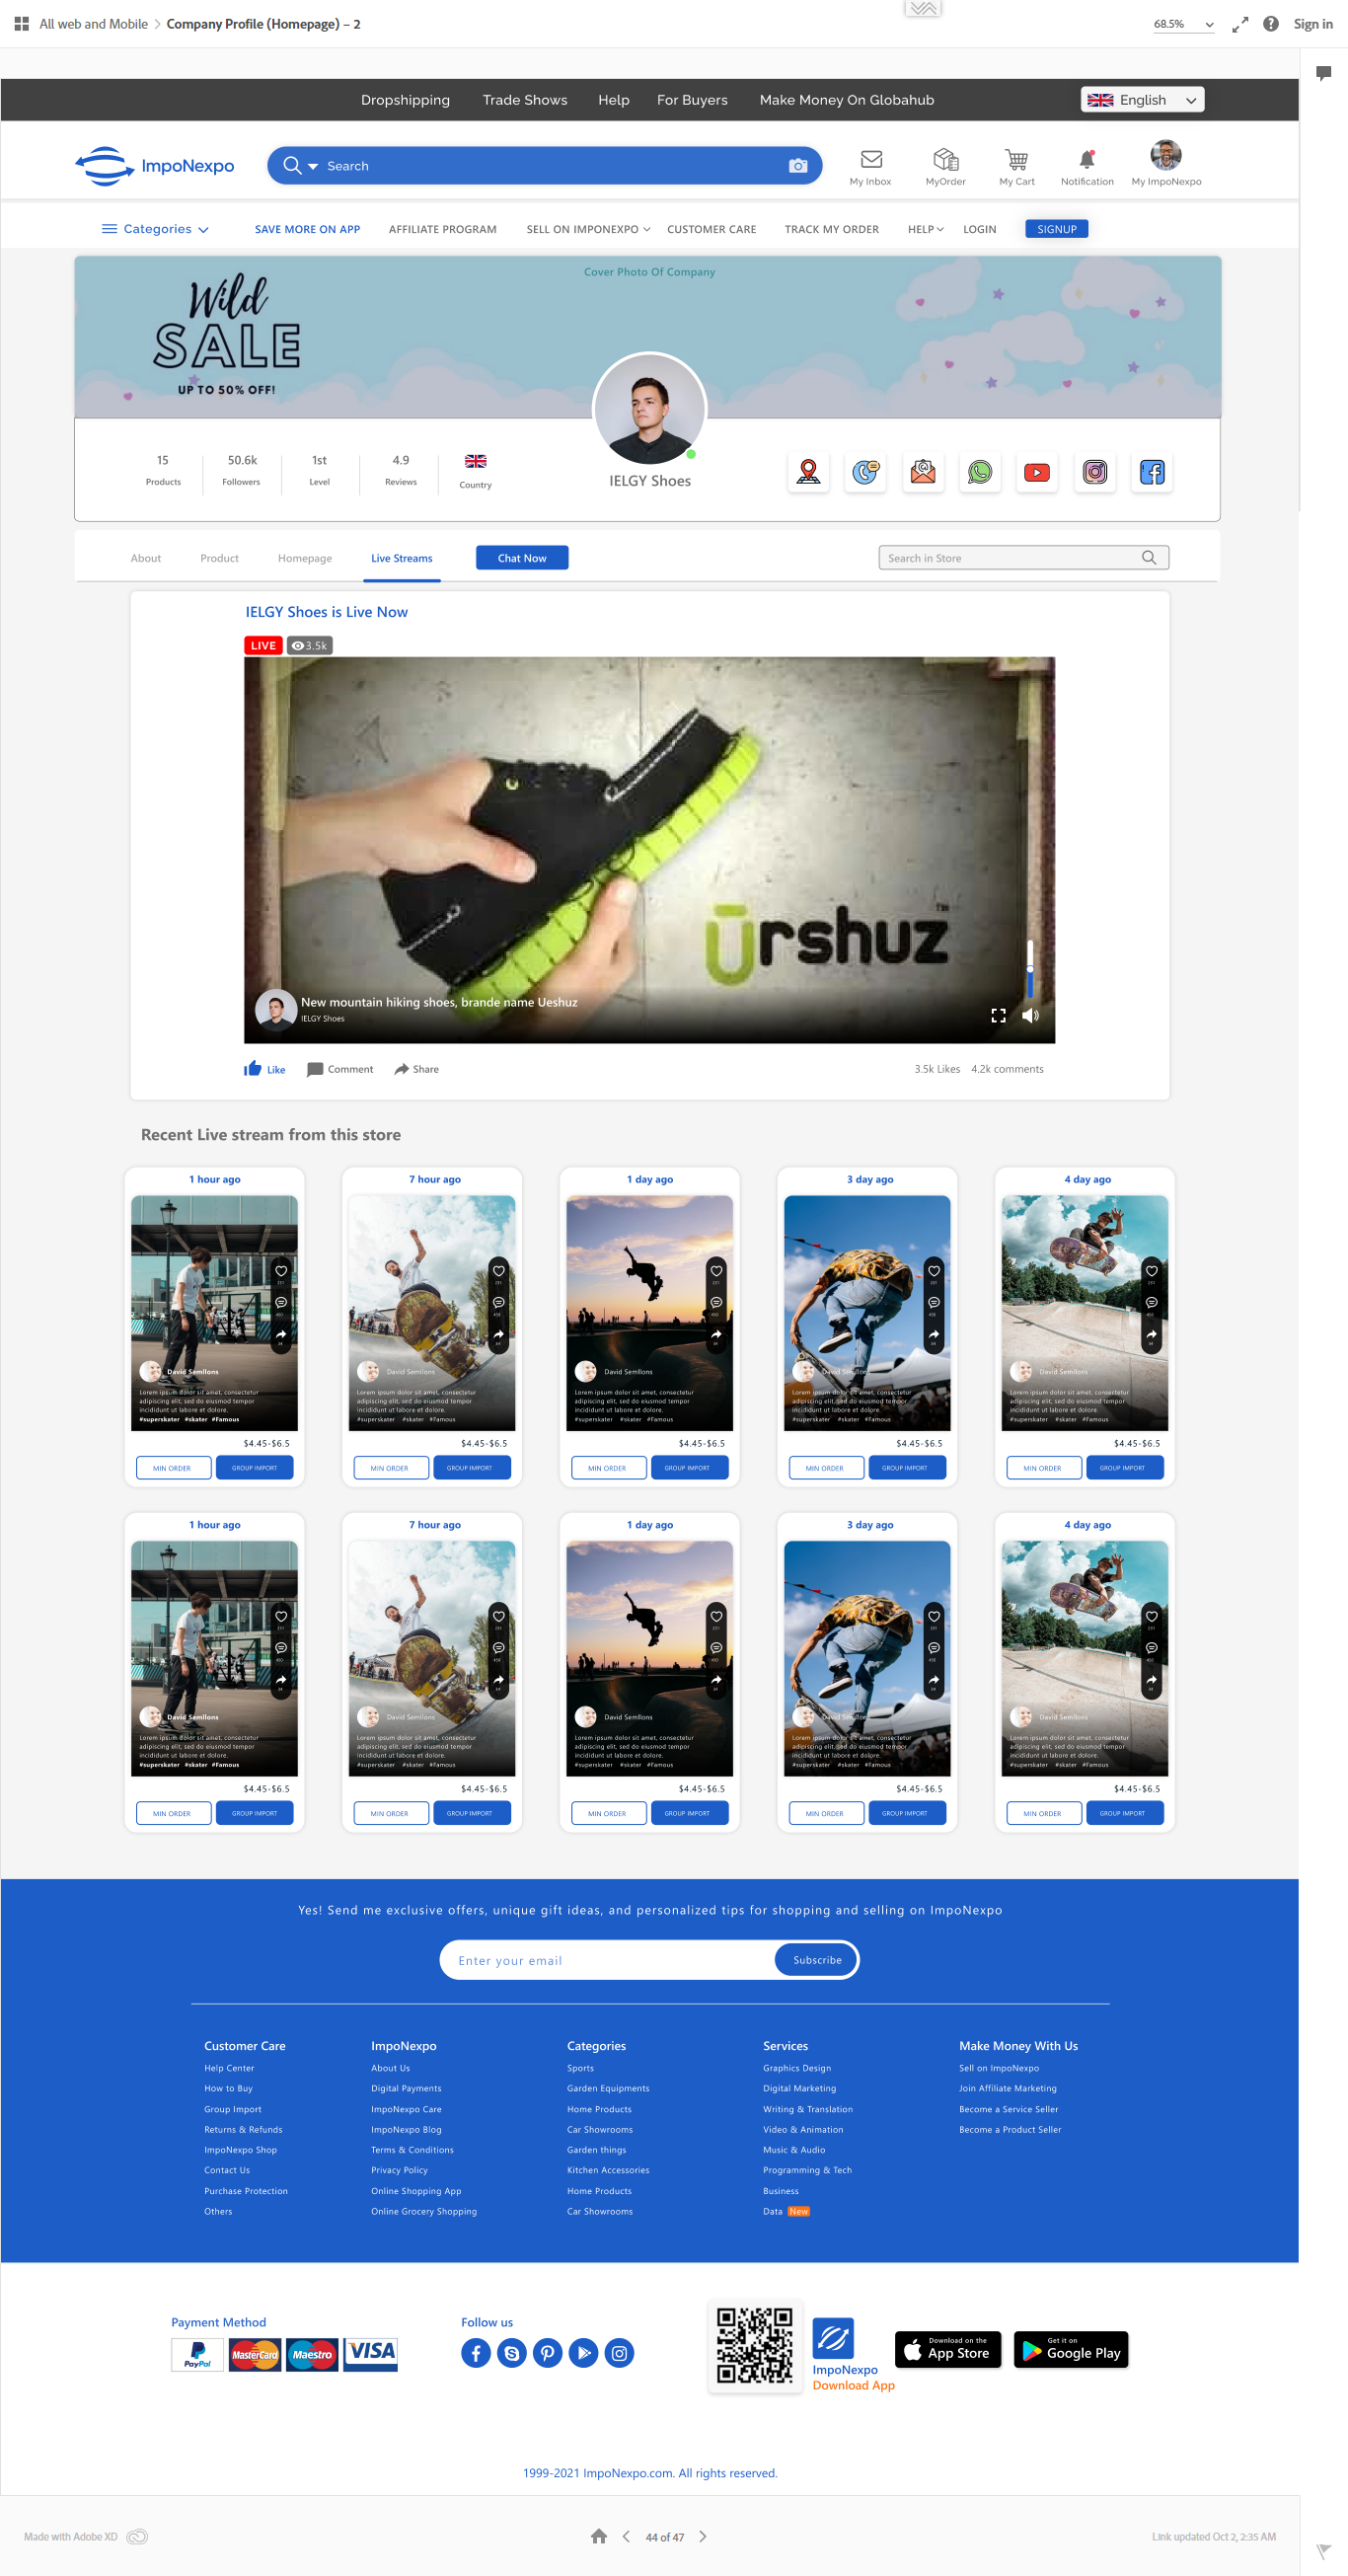 All web and Mobile > Company Profile (Homepage) – 2
68.5%
Sign in
Dropshipping Trade Shows Help For Buyers Make Money On Globahub English
ImpoNexpo Search My Inbox MyOrder My Cart Notification My ImpoNexpo
Categories SAVE MORE ON APP AFFILIATE PROGRAM SELL ON IMPONEXPO CUSTOMER CARE TRACK MY ORDER HELP LOGIN SIGNUP
Cover Photo Of Company
Wild
SALE
UP TO 50% OFF!
15 50.6k 1st 4.9
Products Followers Level Reviews Country
IELGY Shoes
About Product Homepage Live Streams Chat Now Search in Store
IELGY Shoes is Live Now
LIVE 3.5k
Ūrshuz
New mountain hiking shoes, brande name Ueshuz
IELGY Shoes
Like Comment Share 3.5k Likes 4.2k comments
Recent Live stream from this store
1 hour ago 7 hour ago 1 day ago 3 day ago 4 day ago
David Semllons David Semllons David Semllons David Semllons David Semllons
Lorem ipsum dolor sit amet, consectetur Lorem ipsum dolor sit amet, consectetur Lorem ipsum dolor sit amet, consectetur Lorem ipsum dolor sit amet, consectetur Lorem ipsum dolor sit amet, consectetur
adipiscing elit, sed do eiusmod tempor adipiscing elit, sed do eiusmod tempor adipiscing elit, sed do eiusmod tempor adipiscing elit, sed do eiusmod tempor adipiscing elit, sed do eiusmod tempor
incididunt ut labore et dolore. incididunt ut labore et dolore. incididunt ut labore et dolore. incididunt ut labore et dolore. incididunt ut labore et dolore.
#superskater #skater #Famous #superskater #skater #Famous #superskater #skater #Famous #superskater #skater #Famous #superskater #skater #Famous
$4.45-$6.5 $4.45-$6.5 $4.45-$6.5 $4.45-$6.5 $4.45-$6.5
MIN ORDER GROUP IMPORT MIN ORDER GROUP IMPORT MIN ORDER GROUP IMPORT MIN ORDER GROUP IMPORT MIN ORDER GROUP IMPORT
1 hour ago 7 hour ago 1 day ago 3 day ago 4 day ago
David Semllons David Semllons David Semllons David Semllons David Semllons
Lorem ipsum dolor sit amet, consectetur Lorem ipsum dolor sit amet, consectetur Lorem ipsum dolor sit amet, consectetur Lorem ipsum dolor sit amet, consectetur Lorem ipsum dolor sit amet, consectetur
adipiscing elit, sed do eiusmod tempor adipiscing elit, sed do eiusmod tempor adipiscing elit, sed do eiusmod tempor adipiscing elit, sed do eiusmod tempor adipiscing elit, sed do eiusmod tempor
incididunt ut labore et dolore. incididunt ut labore et dolore. incididunt ut labore et dolore. incididunt ut labore et dolore. incididunt ut labore et dolore.
#superskater #skater #Famous #superskater #skater #Famous #superskater #skater #Famous #superskater #skater #Famous #superskater #skater #Famous
$4.45-$6.5 $4.45-$6.5 $4.45-$6.5 $4.45-$6.5 $4.45-$6.5
MIN ORDER GROUP IMPORT MIN ORDER GROUP IMPORT MIN ORDER GROUP IMPORT MIN ORDER GROUP IMPORT MIN ORDER GROUP IMPORT
Yes! Send me exclusive offers, unique gift ideas, and personalized tips for shopping and selling on ImpoNexpo
Enter your email Subscribe
Customer Care ImpoNexpo Categories Services Make Money With Us
Help Center About Us Sports Graphics Design Sell on ImpoNexpo
How to Buy Digital Payments Garden Equipments Digital Marketing Join Affiliate Marketing
Group Import ImpoNexpo Care Home Products Writing & Translation Become a Service Seller
Returns & Refunds ImpoNexpo Blog Car Showrooms Video & Animation Become a Product Seller
ImpoNexpo Shop Terms & Conditions Garden things Music & Audio
Contact Us Privacy Policy Kitchen Accessories Programming & Tech
Purchase Protection Online Shopping App Home Products Business
Others Online Grocery Shopping Car Showrooms Data New
Payment Method Follow us
PayPal MasterCard Maestro VISA
ImpoNexpo
Download App
Download on the
App Store
Get it on
Google Play
1999-2021 ImpoNexpo.com. All rights reserved.
Made with Adobe XD 44 of 47 Link updated Oct 2, 2:35 AM